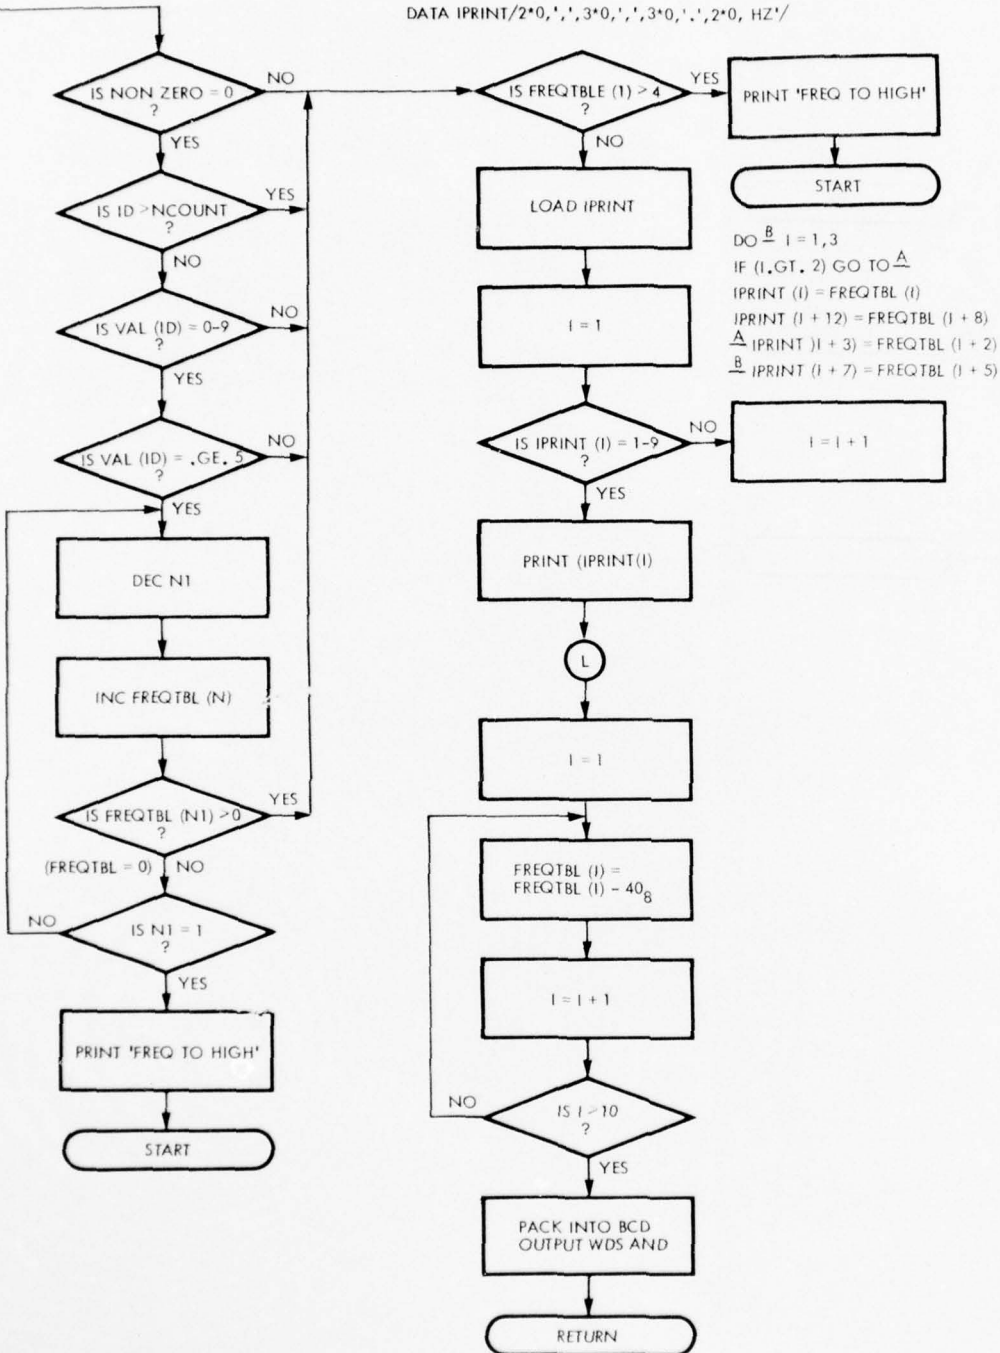 DATA IPRINT/2*0,',',3*0,',',3*0,'.',2*0, HZ'/
IS NON ZERO = 0
?
NO
YES
IS ID >NCOUNT
?
YES
NO
IS VAL (ID) = 0-9
?
NO
YES
IS VAL (ID) = .GE. 5
?
NO
YES
DEC N1
INC FREQTBL (N)
IS FREQTBL (N1) >0
?
YES
(FREQTBL = 0)
NO
IS N1 = 1
?
NO
YES
PRINT 'FREQ TO HIGH'
START
IS FREQTBLE (1) > 4
?
YES
NO
PRINT 'FREQ TO HIGH'
START
LOAD IPRINT
DO B I = 1,3
IF (I.GT. 2) GO TO A
IPRINT (I) = FREQTBL (I)
IPRINT (I + 12) = FREQTBL (I + 8)
A IPRINT )I + 3) = FREQTBL (I + 2)
B IPRINT (I + 7) = FREQTBL (I + 5)
I = 1
IS IPRINT (I) = 1-9
?
NO
I = I + 1
YES
PRINT (IPRINT(I)
L
I = 1
FREQTBL (I) =
FREQTBL (I) - 40₈
I = I + 1
IS I > 10
?
NO
YES
PACK INTO BCD
OUTPUT WDS AND
RETURN